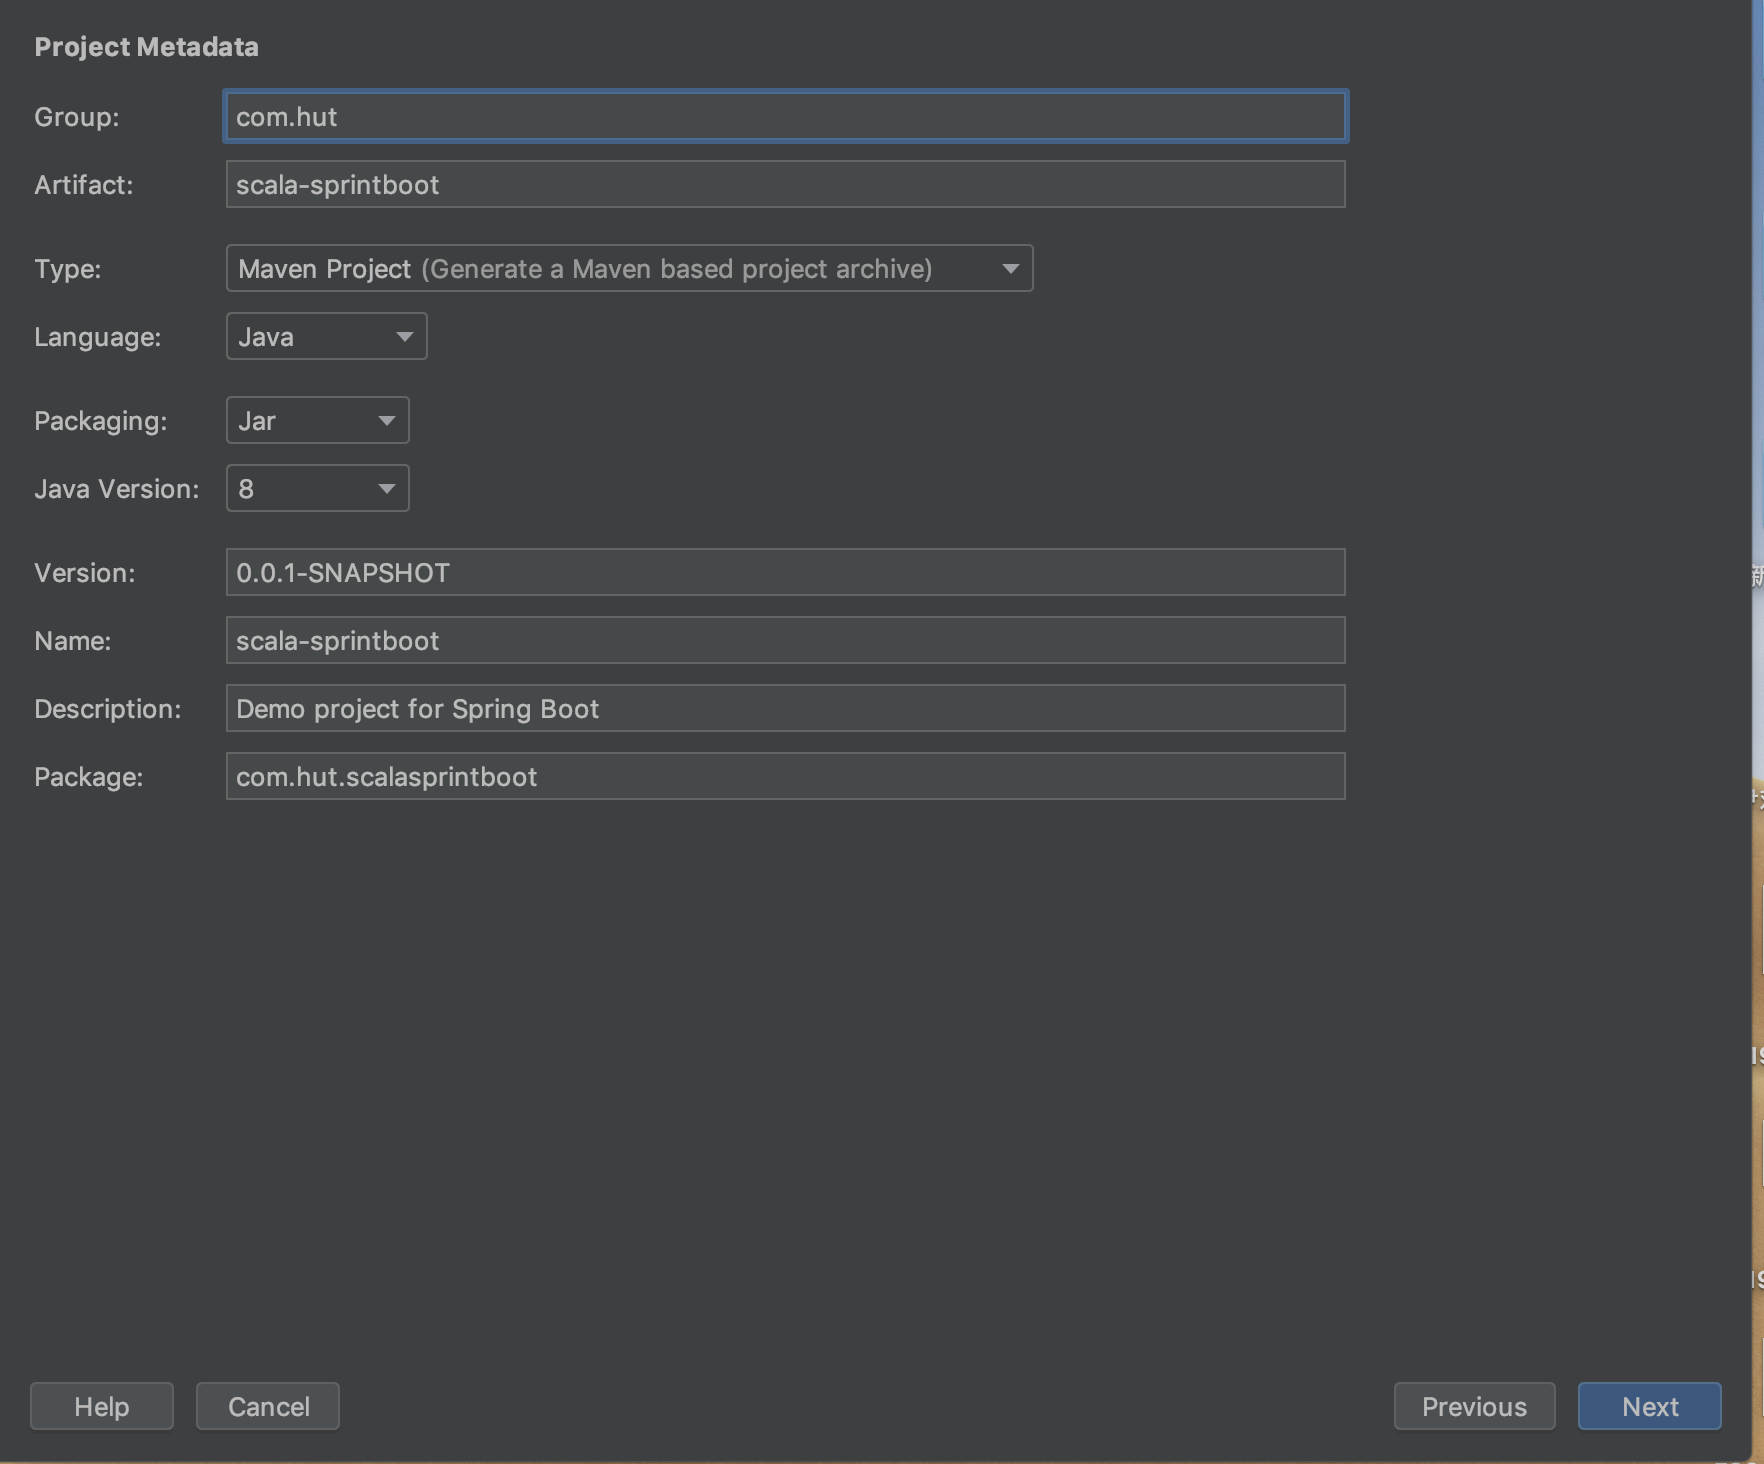 Project Metadata
Group: com.hut
Artifact: scala-sprintboot
Type: Maven Project (Generate a Maven based project archive)
Language: Java
Packaging: Jar
Java Version: 8
Version: 0.0.1-SNAPSHOT
Name: scala-sprintboot
Description: Demo project for Spring Boot
Package: com.hut.scalasprintboot
Help Cancel Previous Next